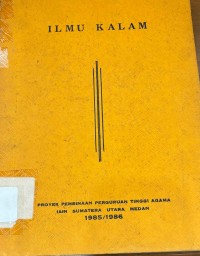 ILMU KALAM
PROYEK PEMBINAAN PERGURUAN TINGGI AGAMA
IAIN SUMATERA UTARA MEDAN
1985/1986